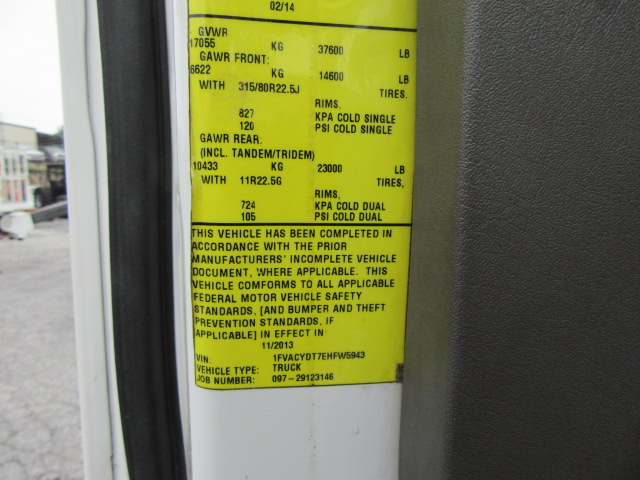 02/14
GVWR
17055 KG 37600 LB
GAWR FRONT:
6622 KG 14600 LB
WITH 315/80R22.5J TIRES,
RIMS,
827 KPA COLD SINGLE
120 PSI COLD SINGLE
GAWR REAR:
(INCL. TANDEM/TRIDEM)
10433 KG 23000 LB
WITH 11R22.5G TIRES,
RIMS,
724 KPA COLD DUAL
105 PSI COLD DUAL
THIS VEHICLE HAS BEEN COMPLETED IN
ACCORDANCE WITH THE PRIOR
MANUFACTURERS' INCOMPLETE VEHICLE
DOCUMENT, WHERE APPLICABLE. THIS
VEHICLE COMFORMS TO ALL APPLICABLE
FEDERAL MOTOR VEHICLE SAFETY
STANDARDS, [AND BUMPER AND THEFT
PREVENTION STANDARDS, IF
APPLICABLE] IN EFFECT IN
11/2013
VIN: 1FVACYDT7EHFW5943
VEHICLE TYPE: TRUCK
JOB NUMBER: 097-29123146